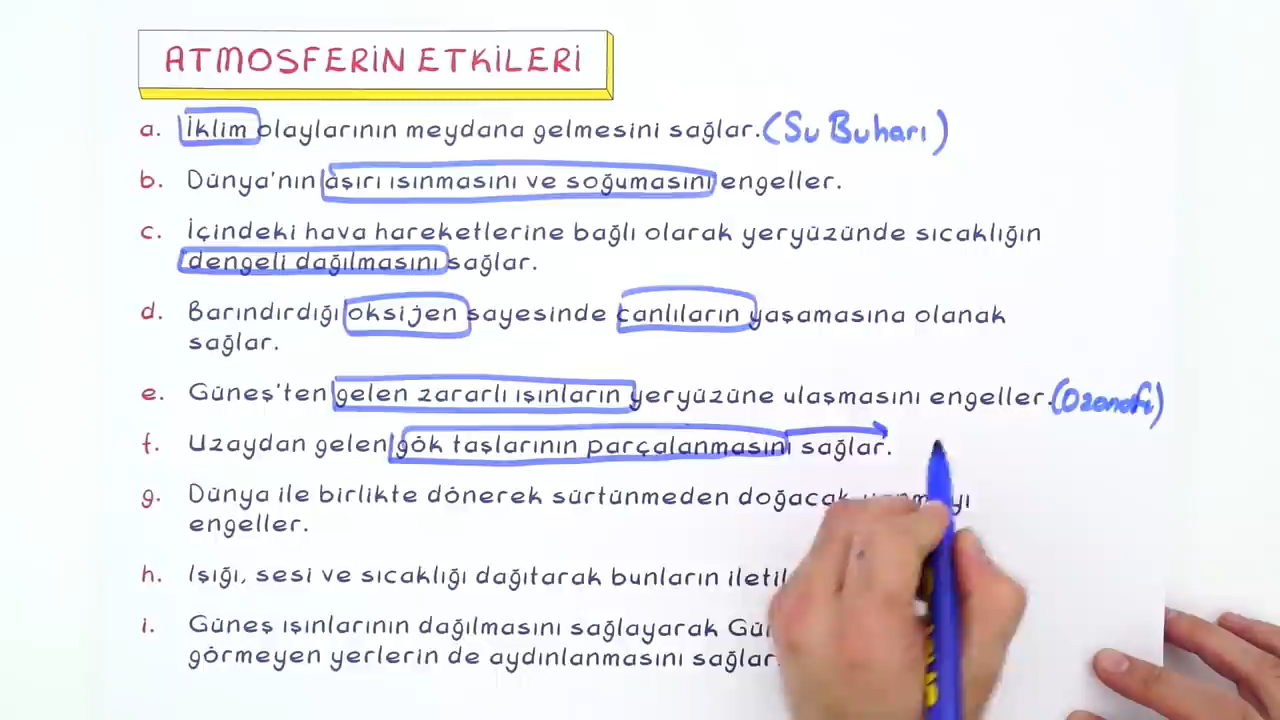 ATMOSFERİN ETKİLERİ
a. İklim olaylarının meydana gelmesini sağlar. (Su Buharı)
b. Dünya'nın aşırı ısınmasını ve soğumasını engeller.
c. İçindeki hava hareketlerine bağlı olarak yeryüzünde sıcaklığın
dengeli dağılmasını sağlar.
d. Barındırdığı oksijen sayesinde canlıların yaşamasına olanak
sağlar.
e. Güneş'ten gelen zararlı ışınların yeryüzüne ulaşmasını engeller.
f. Uzaydan gelen gök taşlarının parçalanmasını sağlar.
g. Dünya ile birlikte dönerek sürtünmeden doğacak
engeller.
h. Işığı, sesi ve sıcaklığı dağıtarak bunların
i. Güneş ışınlarının dağılmasını sağlayarak
görmeyen yerlerin de aydınlanmasını sağlar.